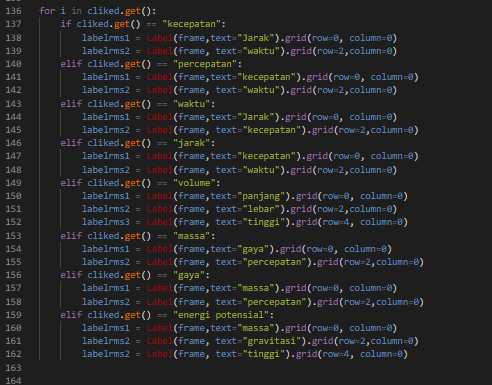 136 for i in cliked.get():
137 if cliked.get() == "kecepatan":
138 labelrms1 = Label(frame,text="Jarak").grid(row=0, column=0)
139 labelrms2 = Label(frame, text="waktu").grid(row=2,column=0)
140 elif cliked.get() == "percepatan":
141 labelrms1 = Label(frame,text="kecepatan").grid(row=0, column=0)
142 labelrms2 = Label(frame, text="waktu").grid(row=2,column=0)
143 elif cliked.get() == "waktu":
144 labelrms1 = Label(frame,text="Jarak").grid(row=0, column=0)
145 labelrms2 = Label(frame, text="kecepatan").grid(row=2,column=0)
146 elif cliked.get() == "jarak":
147 labelrms1 = Label(frame,text="kecepatan").grid(row=0, column=0)
148 labelrms2 = Label(frame, text="waktu").grid(row=2,column=0)
149 elif cliked.get() == "volume":
150 labelrms1 = Label(frame,text="panjang").grid(row=0, column=0)
151 labelrms2 = Label(frame, text="lebar").grid(row=2,column=0)
152 labelrms3 = Label(frame, text="tinggi").grid(row=4, column=0)
153 elif cliked.get() == "massa":
154 labelrms1 = Label(frame,text="gaya").grid(row=0, column=0)
155 labelrms2 = Label(frame, text="percepatan").grid(row=2,column=0)
156 elif cliked.get() == "gaya":
157 labelrms1 = Label(frame,text="massa").grid(row=0, column=0)
158 labelrms2 = Label(frame, text="percepatan").grid(row=2,column=0)
159 elif cliked.get() == "energi potensial":
160 labelrms1 = Label(frame,text="massa").grid(row=0, column=0)
161 labelrms2 = Label(frame, text="gravitasi").grid(row=2,column=0)
162 labelrms2 = Label(frame, text="tinggi").grid(row=4, column=0)
163
164